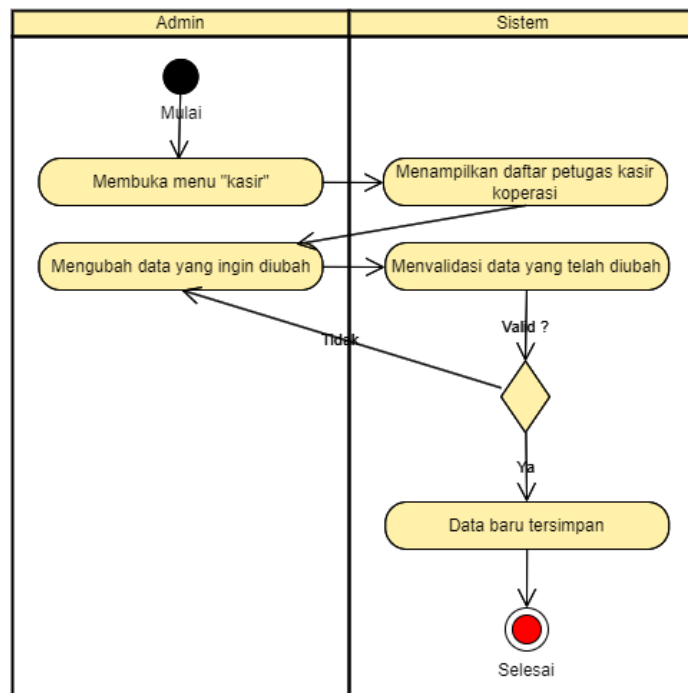 Admin
Sistem
Mulai
Membuka menu "kasir"
Menampilkan daftar petugas kasir
koperasi
Mengubah data yang ingin diubah
Menvalidasi data yang telah diubah
Valid ?
Tidak
Ya
Data baru tersimpan
Selesai